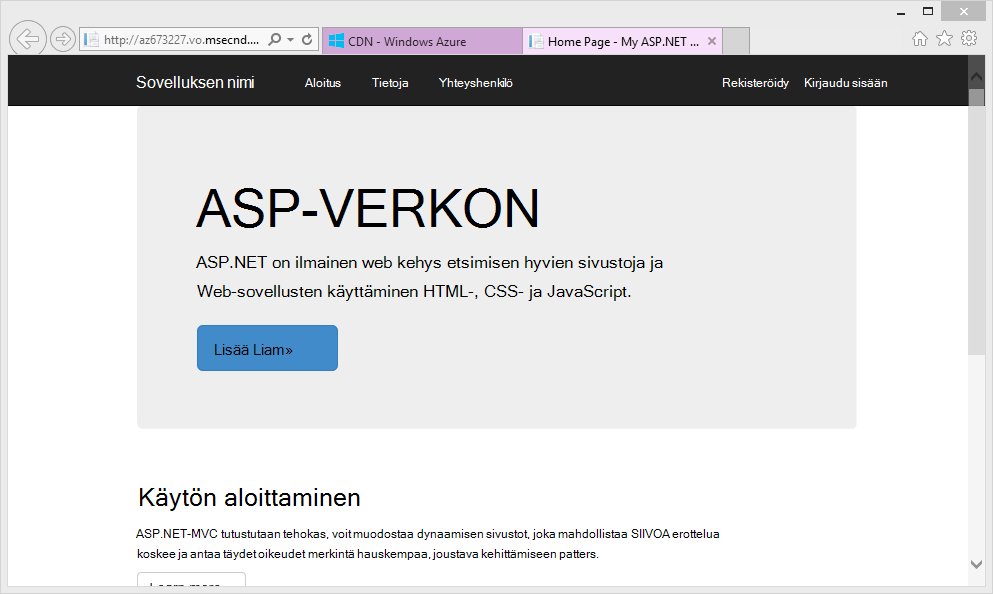 http://az673227.vo.msecnd....
CDN - Windows Azure
Home Page - My ASP.NET ...
Sovelluksen nimi
Aloitus
Tietoja
Yhteyshenkilö
Rekisteröidy
Kirjaudu sisään
ASP-VERKON
ASP.NET on ilmainen web kehys etsimisen hyvien sivustoja ja
Web-sovellusten käyttäminen HTML-, CSS- ja JavaScript.
Lisää Liam»
Käytön aloittaminen
ASP.NET-MVC tutustutaan tehokas, voit muodostaa dynaamisen sivustot, joka mahdollistaa SIIVOA erottelua
koskee ja antaa täydet oikeudet merkintä hauskempaa, joustava kehittämiseen patters.
Learn more